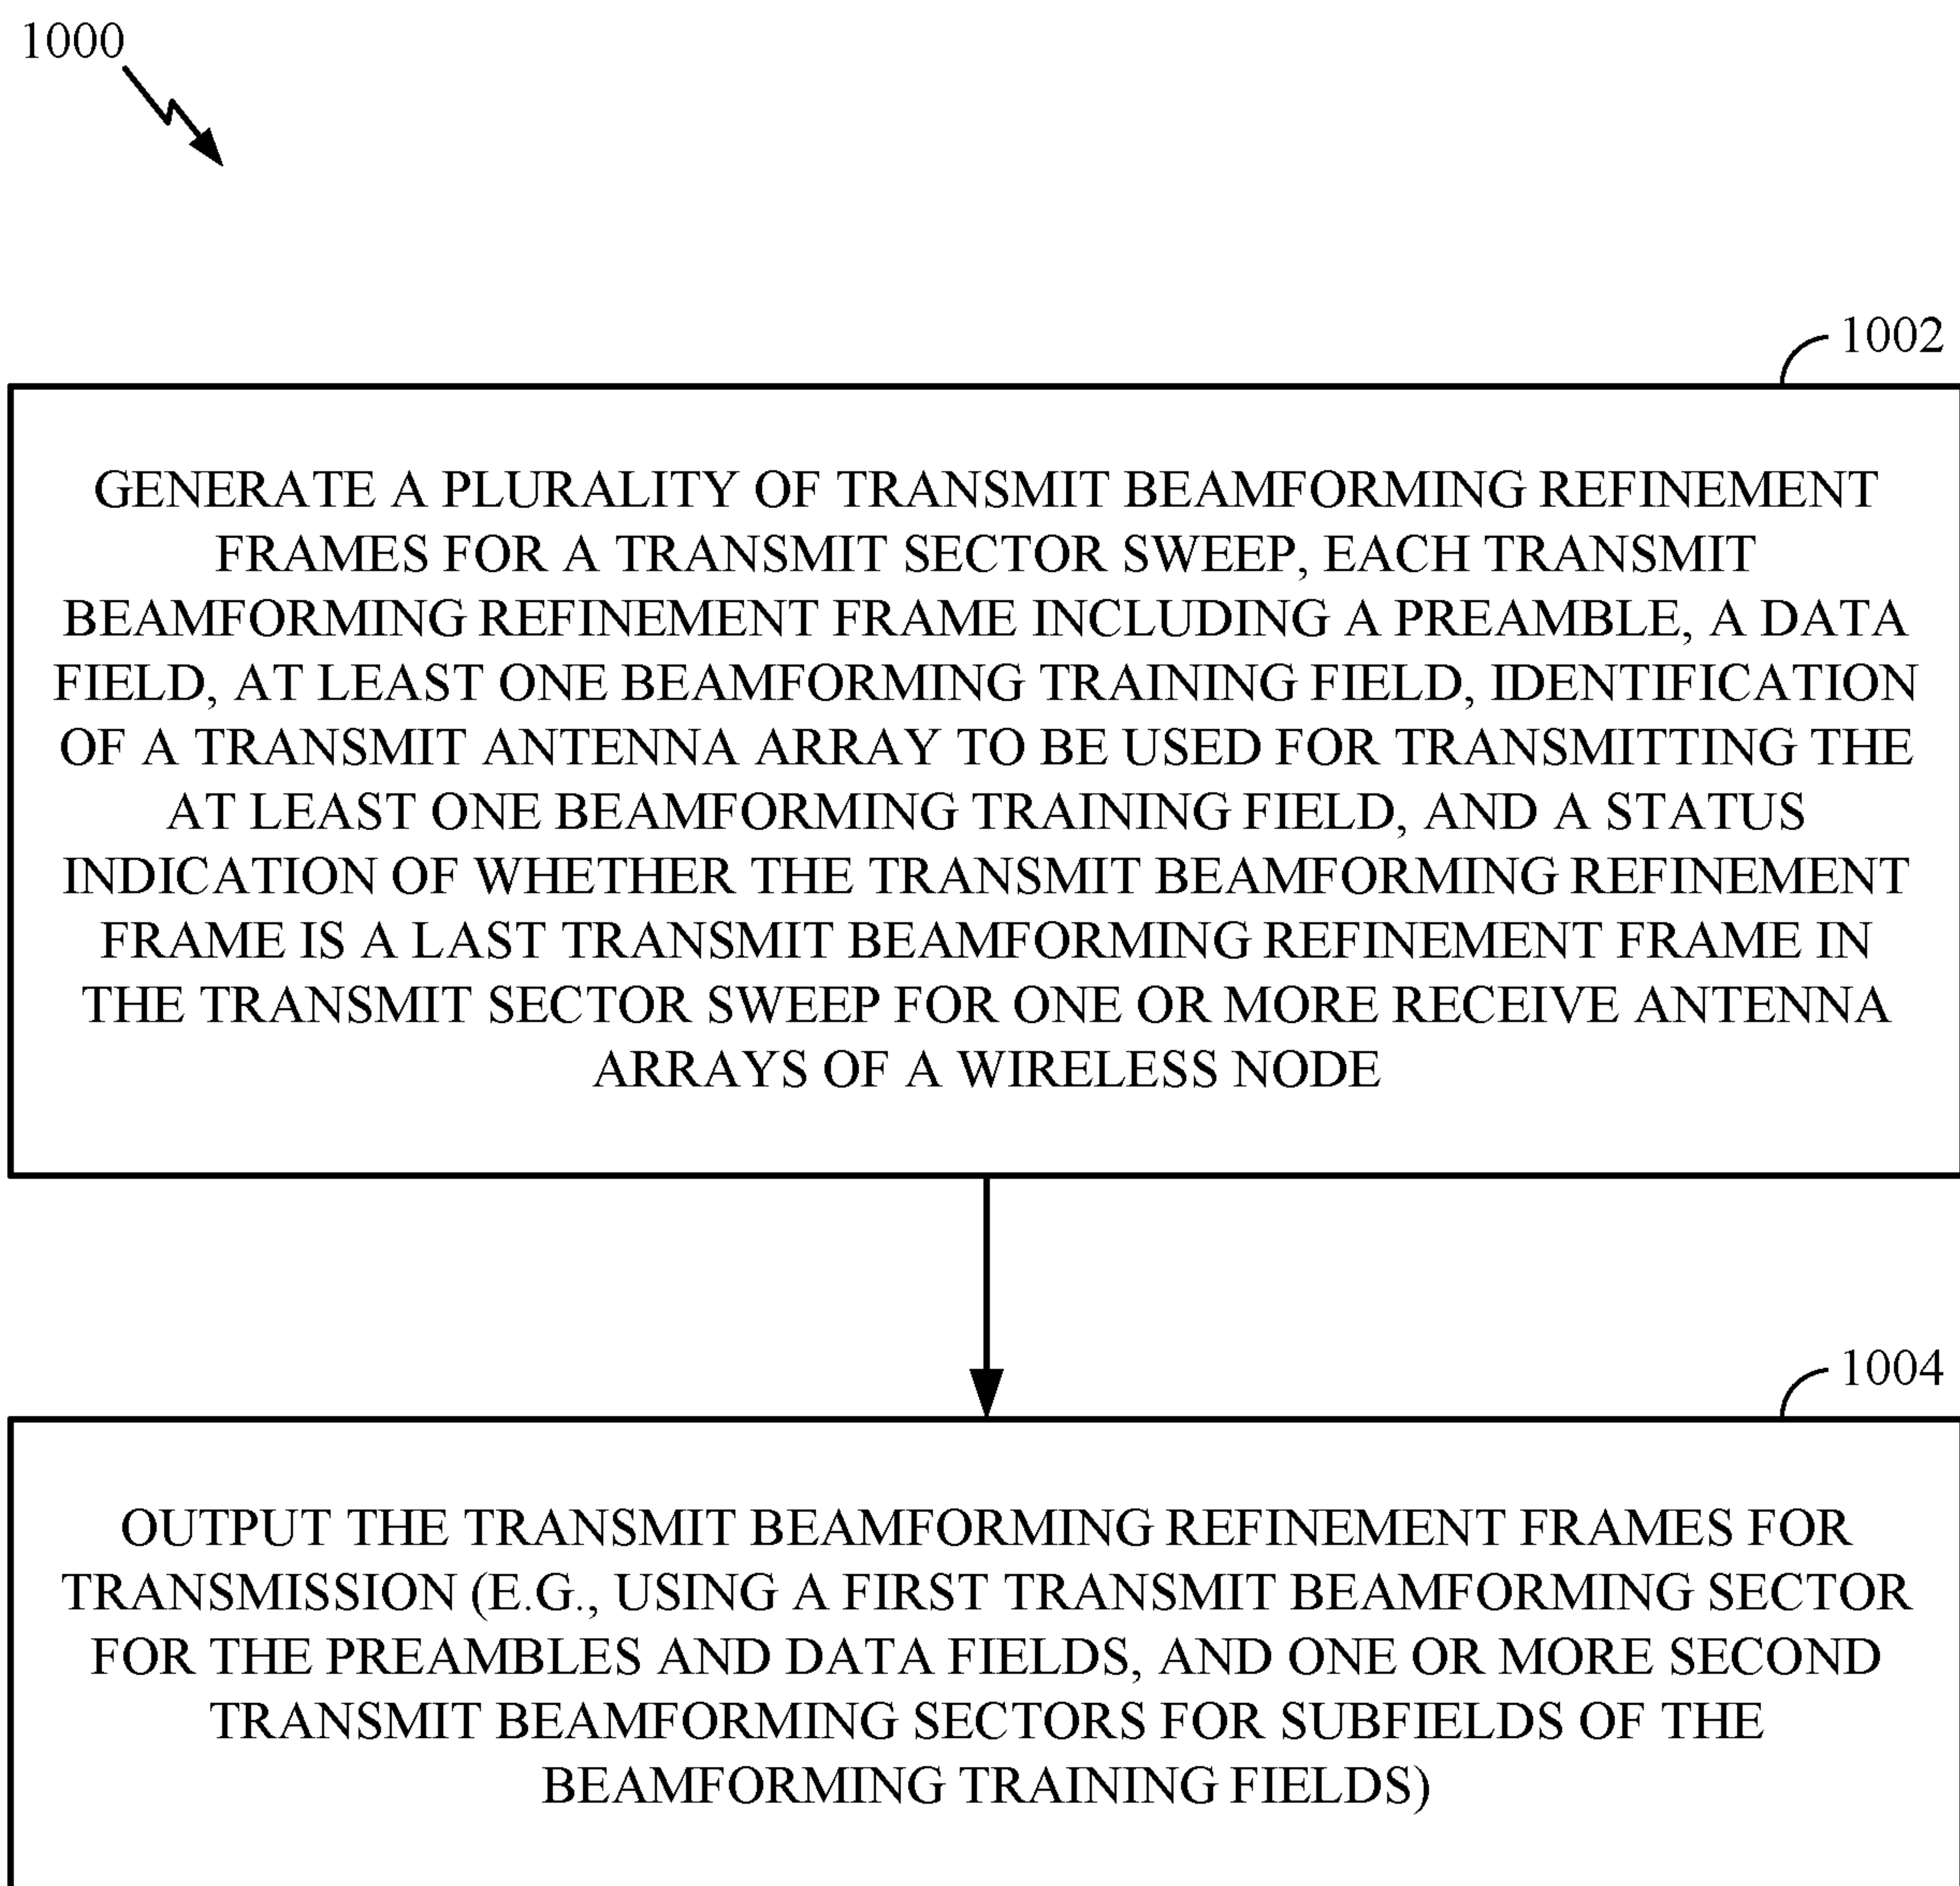 1000
1002
GENERATE A PLURALITY OF TRANSMIT BEAMFORMING REFINEMENT
FRAMES FOR A TRANSMIT SECTOR SWEEP, EACH TRANSMIT
BEAMFORMING REFINEMENT FRAME INCLUDING A PREAMBLE, A DATA
FIELD, AT LEAST ONE BEAMFORMING TRAINING FIELD, IDENTIFICATION
OF A TRANSMIT ANTENNA ARRAY TO BE USED FOR TRANSMITTING THE
AT LEAST ONE BEAMFORMING TRAINING FIELD, AND A STATUS
INDICATION OF WHETHER THE TRANSMIT BEAMFORMING REFINEMENT
FRAME IS A LAST TRANSMIT BEAMFORMING REFINEMENT FRAME IN
THE TRANSMIT SECTOR SWEEP FOR ONE OR MORE RECEIVE ANTENNA
ARRAYS OF A WIRELESS NODE
1004
OUTPUT THE TRANSMIT BEAMFORMING REFINEMENT FRAMES FOR
TRANSMISSION (E.G., USING A FIRST TRANSMIT BEAMFORMING SECTOR
FOR THE PREAMBLES AND DATA FIELDS, AND ONE OR MORE SECOND
TRANSMIT BEAMFORMING SECTORS FOR SUBFIELDS OF THE
BEAMFORMING TRAINING FIELDS)